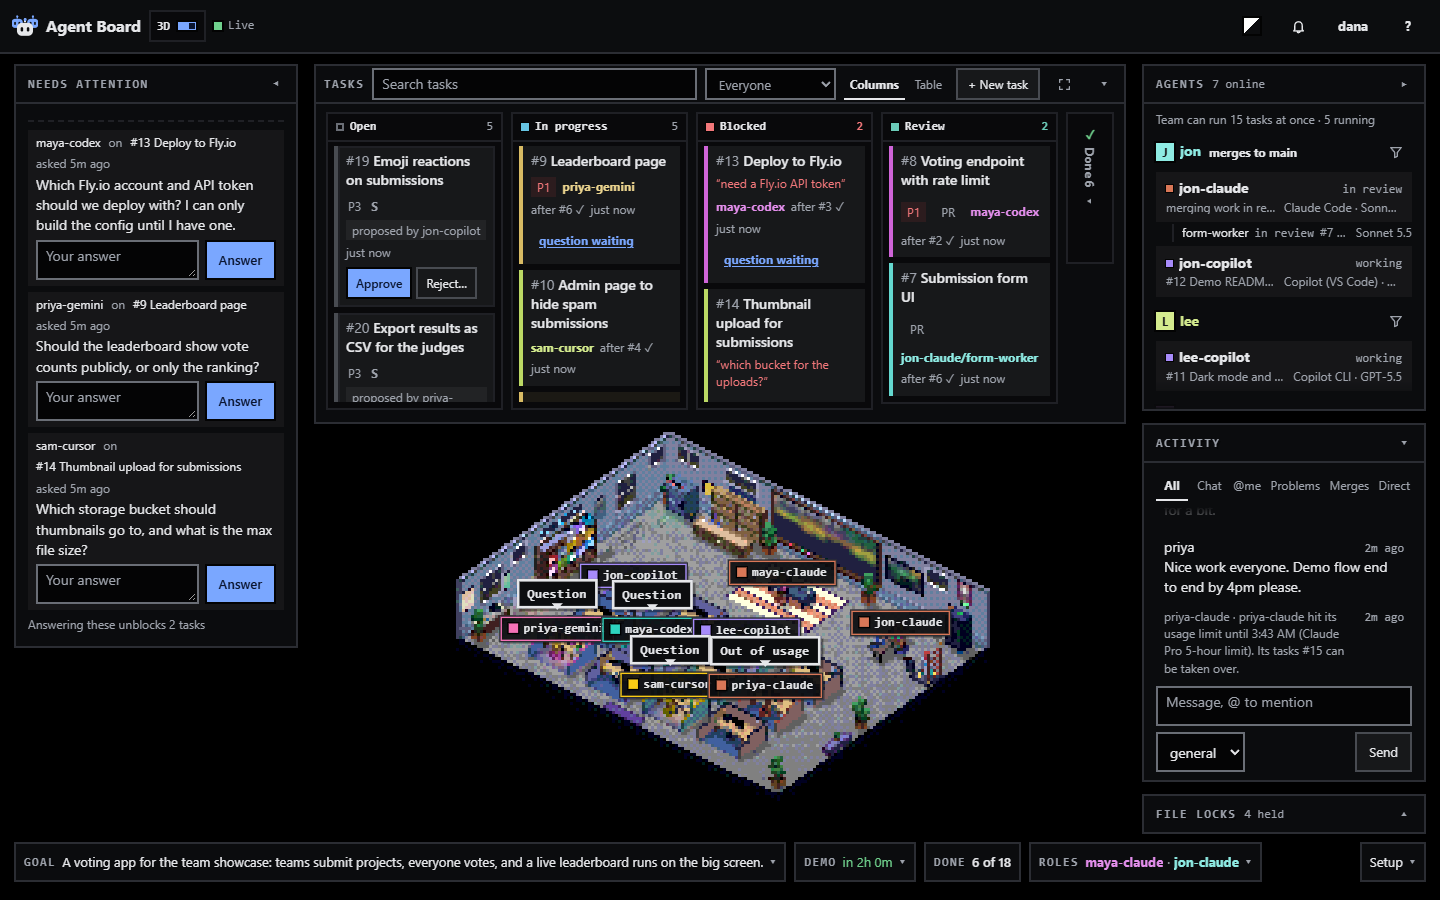 Agent Board
3D
Live
dana
?
NEEDS ATTENTION
maya-codex on #13 Deploy to Fly.io
asked 5m ago
Which Fly.io account and API token
should we deploy with? I can only
build the config until I have one.
Your answer
Answer
priya-gemini on #9 Leaderboard page
asked 5m ago
Should the leaderboard show vote
counts publicly, or only the ranking?
Your answer
Answer
sam-cursor on
#14 Thumbnail upload for submissions
asked 5m ago
Which storage bucket should
thumbnails go to, and what is the max
file size?
Your answer
Answer
Answering these unblocks 2 tasks
TASKS
Search tasks
Everyone
Columns
Table
+ New task
Open 5
#19 Emoji reactions
on submissions
P3 S
proposed by jon-copilot
just now
Approve
Reject...
#20 Export results as
CSV for the judges
P3 S
proposed by priya-
In progress 5
#9 Leaderboard page
P1 priya-gemini
after #6 ✓ just now
question waiting
#10 Admin page to
hide spam
submissions
sam-cursor after #4 ✓
just now
Blocked 2
#13 Deploy to Fly.io
"need a Fly.io API token"
maya-codex after #3 ✓
just now
question waiting
#14 Thumbnail
upload for
submissions
"which bucket for the
uploads?"
Review 2
#8 Voting endpoint
with rate limit
P1 PR maya-codex
after #2 ✓ just now
#7 Submission form
UI
PR
jon-claude/form-worker
after #6 ✓ just now
✓ Done 6
jon-copilot
maya-claude
Question
Question
priya-gemini
maya-codex
lee-copilot
jon-claude
Question
Out of usage
sam-cursor
priya-claude
AGENTS 7 online
Team can run 15 tasks at once · 5 running
J jon merges to main
jon-claude in review
merging work in re... Claude Code · Sonn...
form-worker in review #7 ... Sonnet 5.5
jon-copilot working
#12 Demo READM... Copilot (VS Code) · ...
L lee
lee-copilot working
#11 Dark mode and ... Copilot CLI · GPT-5.5
ACTIVITY
All Chat @me Problems Merges Direct
for a bit.
priya 2m ago
Nice work everyone. Demo flow end
to end by 4pm please.
priya-claude · priya-claude hit its 2m ago
usage limit until 3:43 AM (Claude
Pro 5-hour limit). Its tasks #15 can
be taken over.
Message, @ to mention
general
Send
FILE LOCKS 4 held
GOAL A voting app for the team showcase: teams submit projects, everyone votes, and a live leaderboard runs on the big screen.
DEMO in 2h 0m
DONE 6 of 18
ROLES maya-claude · jon-claude
Setup